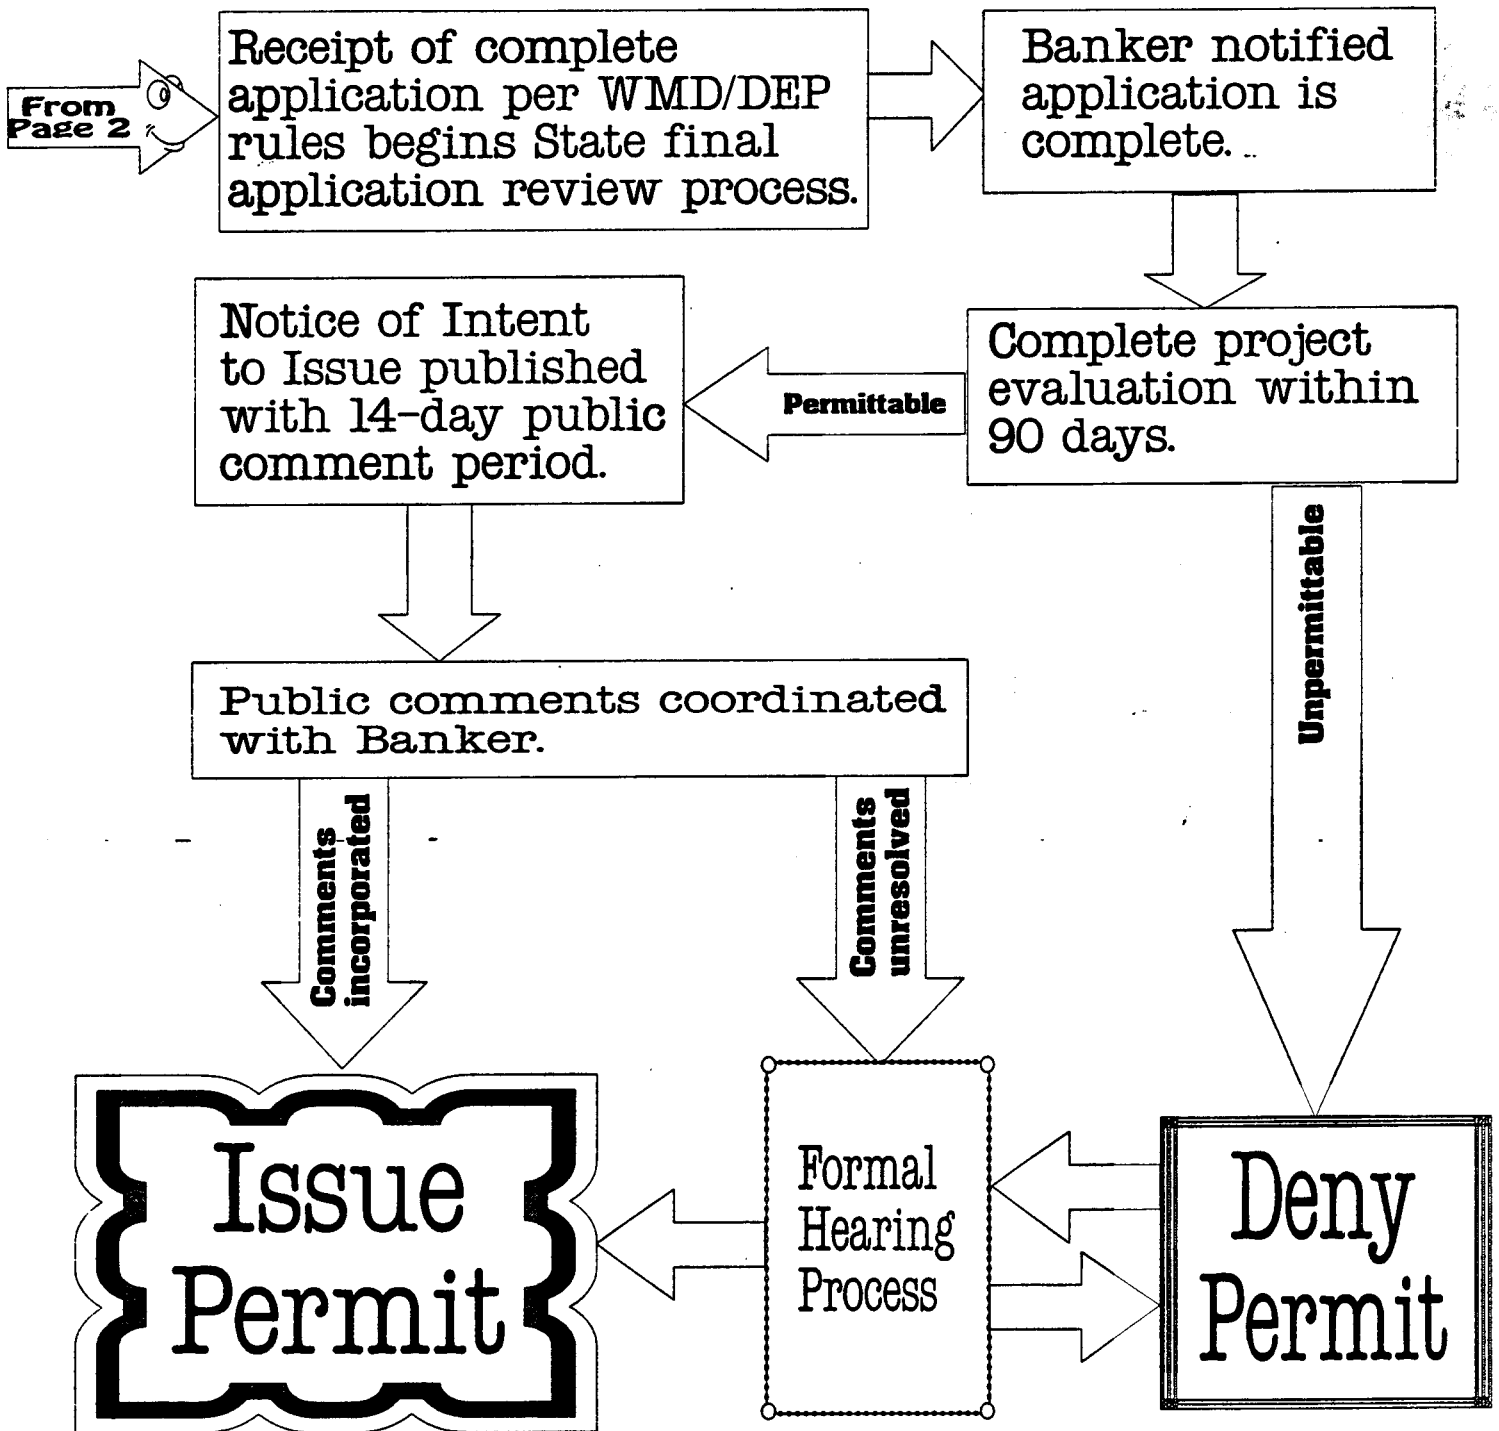 From
Page 2
Receipt of complete
application per WMD/DEP
rules begins State final
application review process.
Banker notified
application is
complete.
Complete project
evaluation within
90 days.
Permittable
Notice of Intent
to Issue published
with 14-day public
comment period.
Unpermittable
Public comments coordinated
with Banker.
Comments
incorporated
Comments
unresolved
Issue
Permit
Formal
Hearing
Process
Deny
Permit